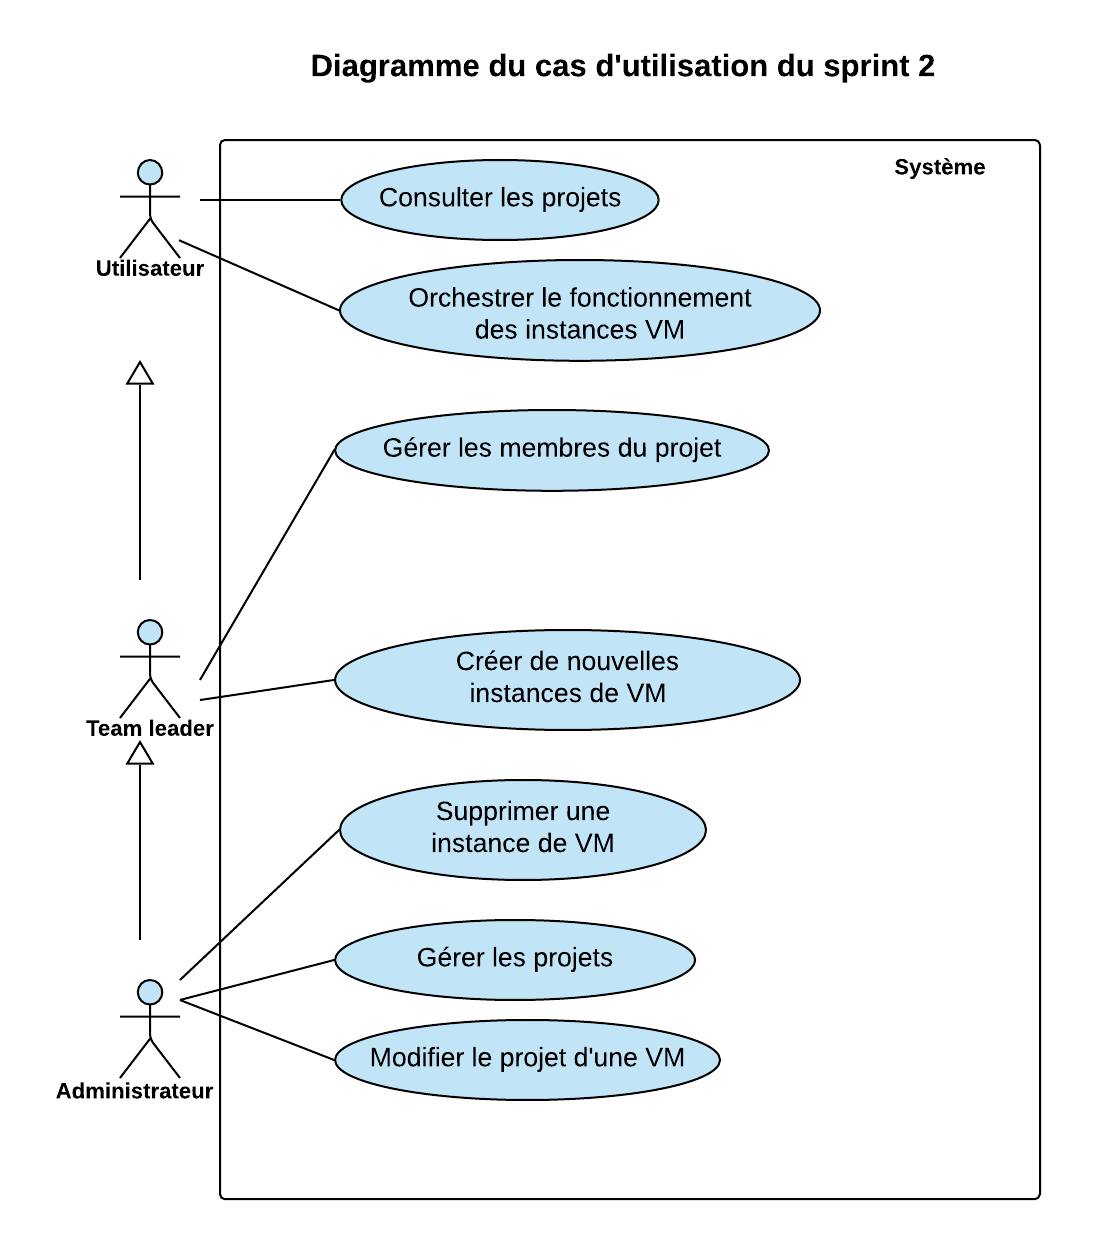 Diagramme du cas d'utilisation du sprint 2
Système
Utilisateur
Consulter les projets
Orchestrer le fonctionnement
des instances VM
Gérer les membres du projet
Team leader
Créer de nouvelles
instances de VM
Supprimer une
instance de VM
Gérer les projets
Administrateur
Modifier le projet d'une VM